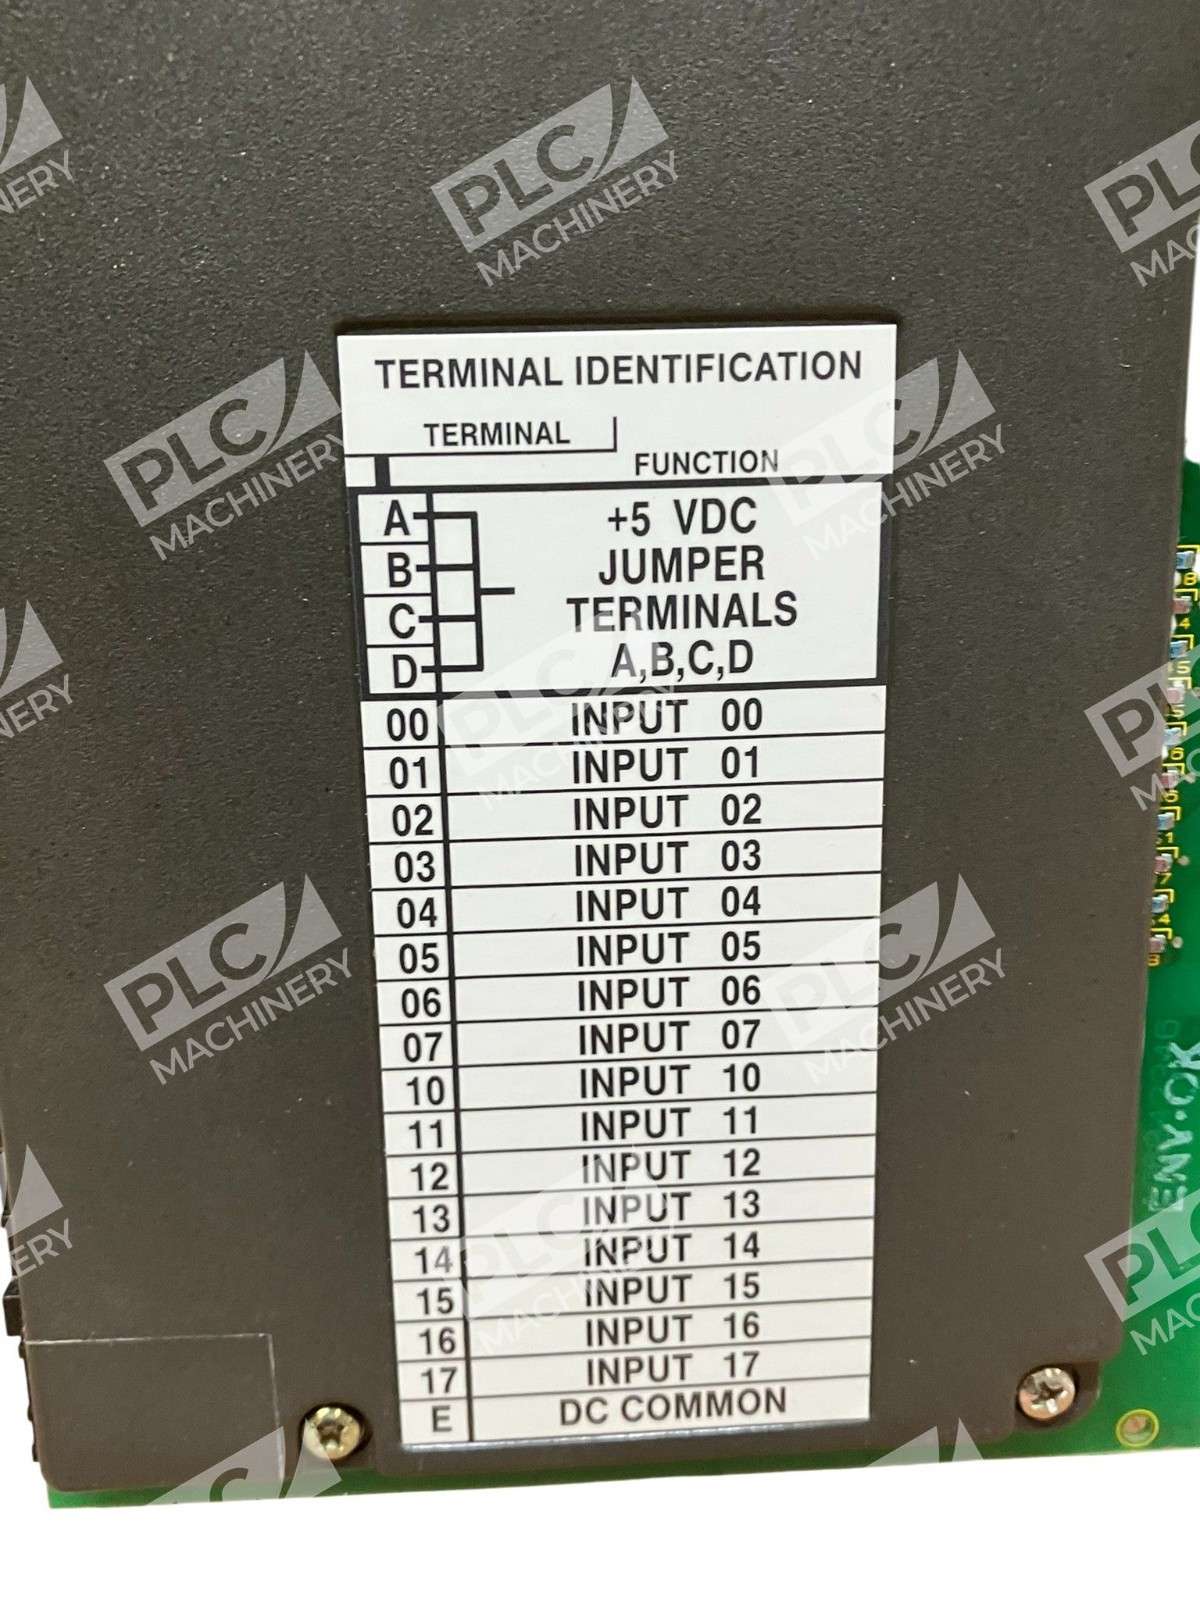 TERMINAL IDENTIFICATION
TERMINAL
FUNCTION
A +5 VDC
B JUMPER
C TERMINALS
D A,B,C,D
00 INPUT 00
01 INPUT 01
02 INPUT 02
03 INPUT 03
04 INPUT 04
05 INPUT 05
06 INPUT 06
07 INPUT 07
10 INPUT 10
11 INPUT 11
12 INPUT 12
13 INPUT 13
14 INPUT 14
15 INPUT 15
16 INPUT 16
17 INPUT 17
E DC COMMON
PLC
MACHINERY